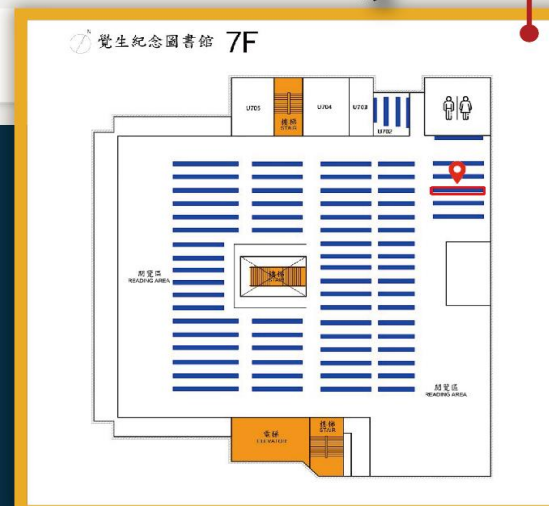 N
覺生紀念圖書館 7F
U705
樓梯
STAIR
U704
U703
U702
閱覽區
READING AREA
樓梯
STAIR
閱覽區
READING AREA
電梯
ELEVATOR
樓梯
STAIR